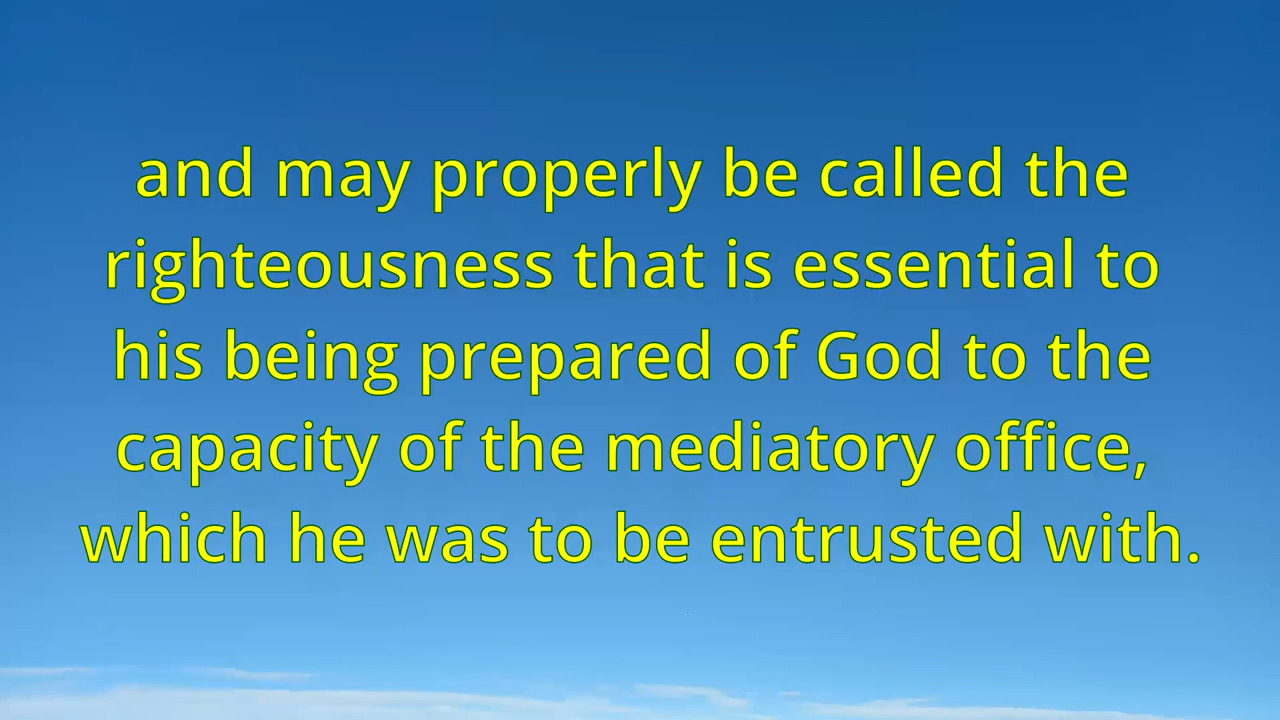 and may properly be called the
righteousness that is essential to
his being prepared of God to the
capacity of the mediatory office,
which he was to be entrusted with.